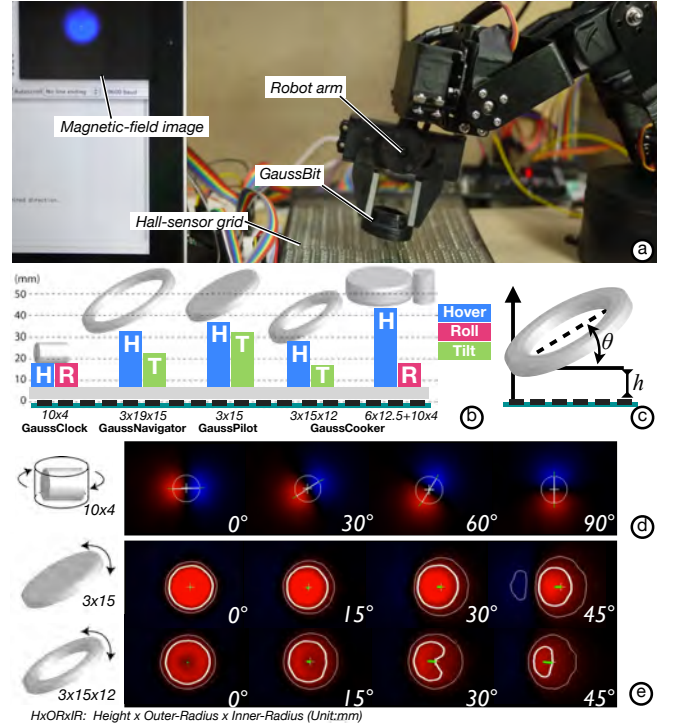 Magnetic-field image
Robot arm
GaussBit
Hall-sensor grid
a
(mm)
50
40
30
20
10
0
H R
H T
H T
H T
H R
Hover
Roll
Tilt
10x4
3x19x15
3x15
3x15x12
6x12.5+10x4
GaussClock
GaussNavigator
GaussPilot
GaussCooker
b
θ
h
c
10x4
0°
30°
60°
90°
d
3x15
0°
15°
30°
45°
3x15x12
0°
15°
30°
45°
e
HxORxIR: Height x Outer-Radius x Inner-Radius (Unit:mm)